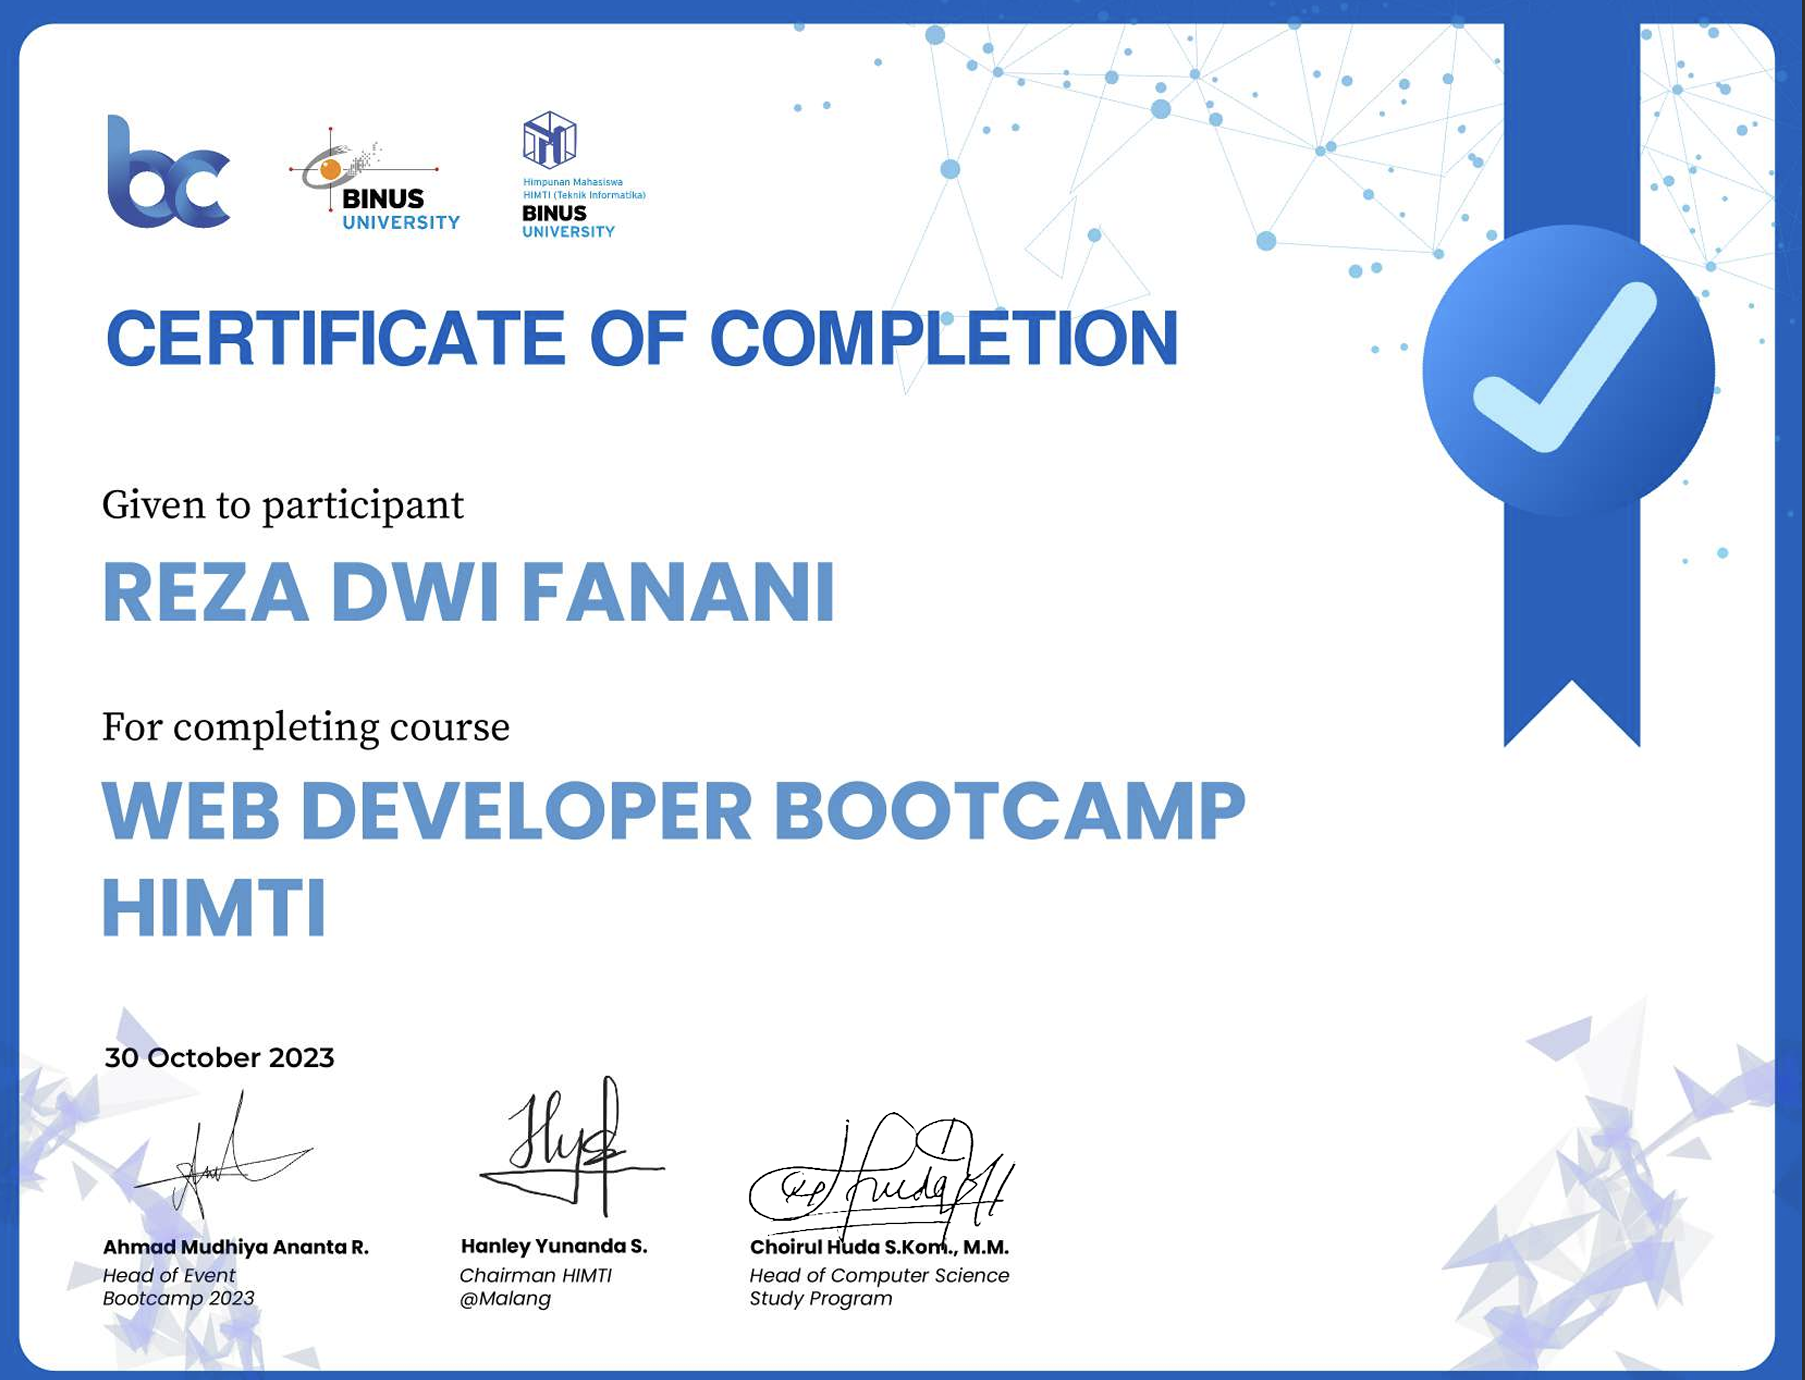 bc
BINUS
UNIVERSITY
Himpunan Mahasiswa
HIMTI (Teknik Informatika)
BINUS
UNIVERSITY
CERTIFICATE OF COMPLETION
Given to participant
REZA DWI FANANI
For completing course
WEB DEVELOPER BOOTCAMP
HIMTI
30 October 2023
Ahmad Mudhiya Ananta R.
Head of Event
Bootcamp 2023
Hanley Yunanda S.
Chairman HIMTI
@Malang
Choirul Huda S.Kom., M.M.
Head of Computer Science
Study Program